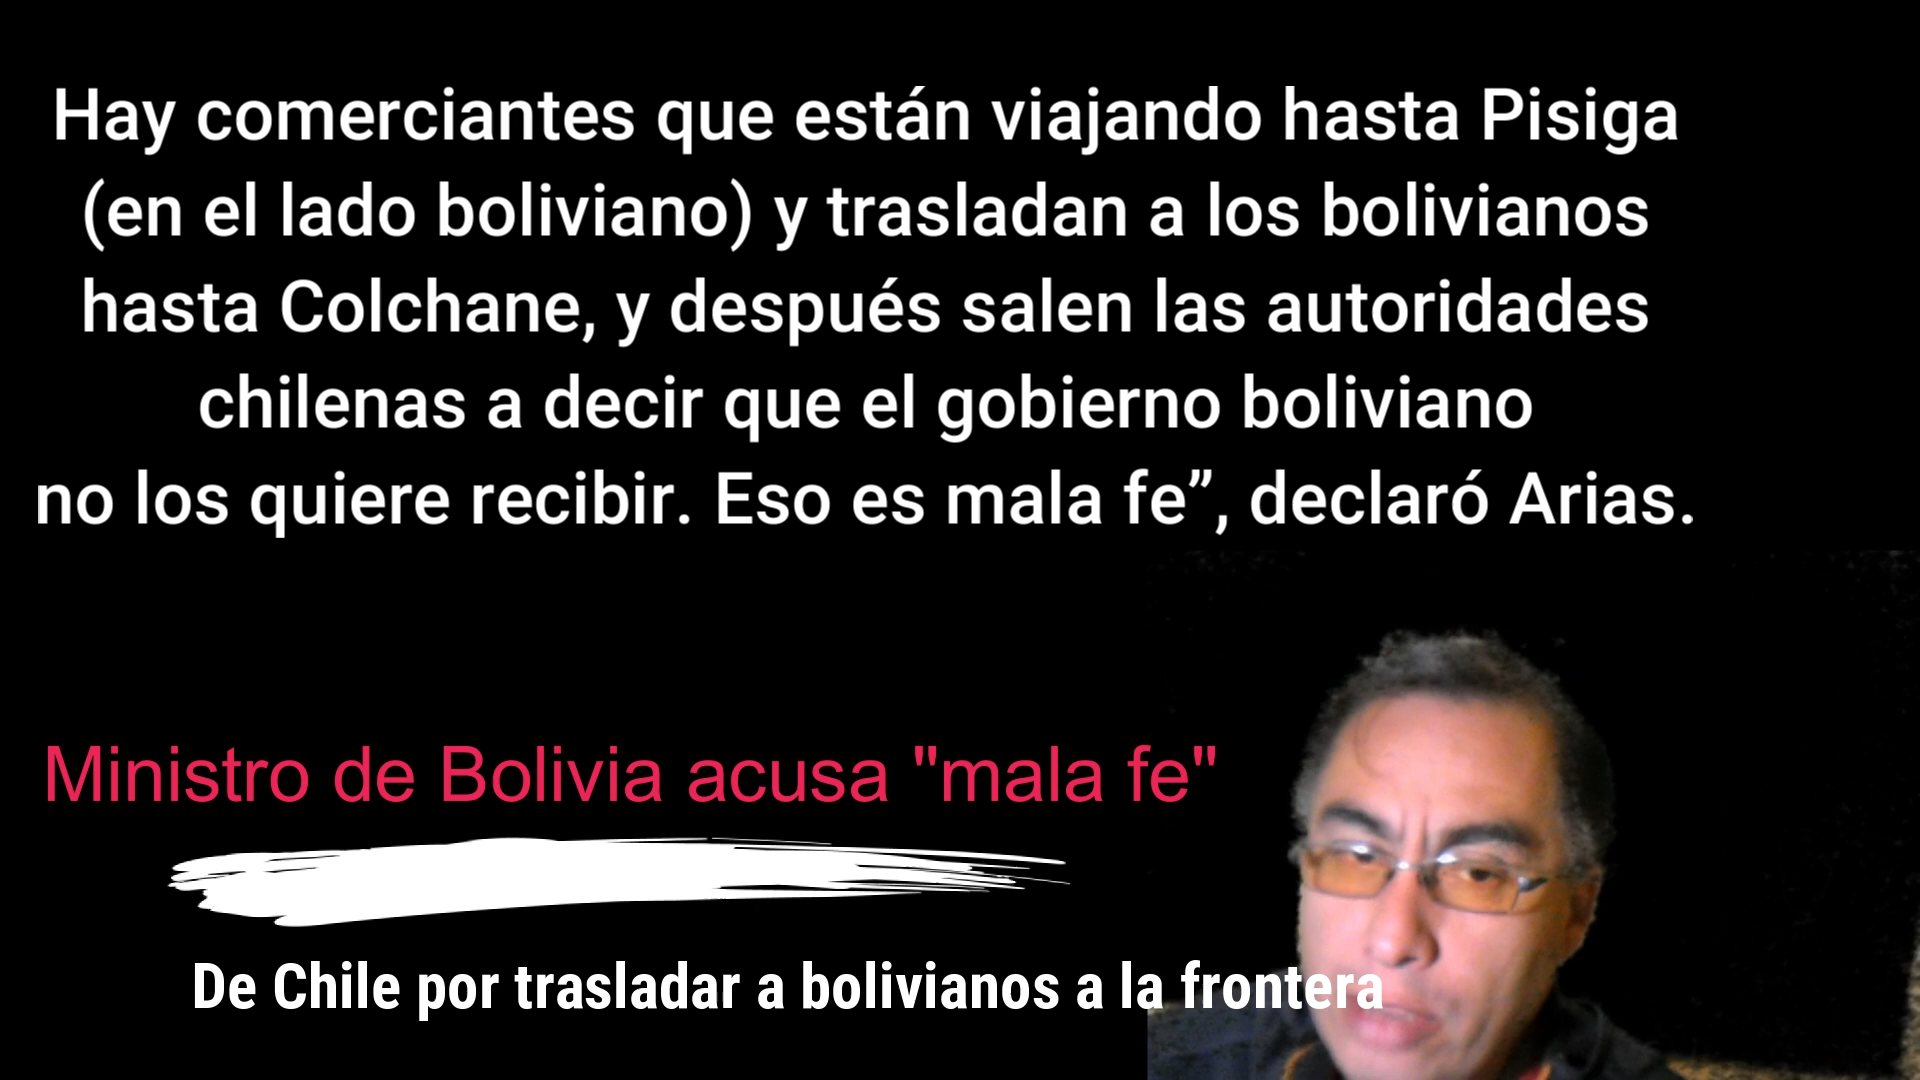 Hay comerciantes que están viajando hasta Pisiga
(en el lado boliviano) y trasladan a los bolivianos
hasta Colchane, y después salen las autoridades
chilenas a decir que el gobierno boliviano
no los quiere recibir. Eso es mala fe”, declaró Arias.
Ministro de Bolivia acusa "mala fe"
De Chile por trasladar a bolivianos a la frontera